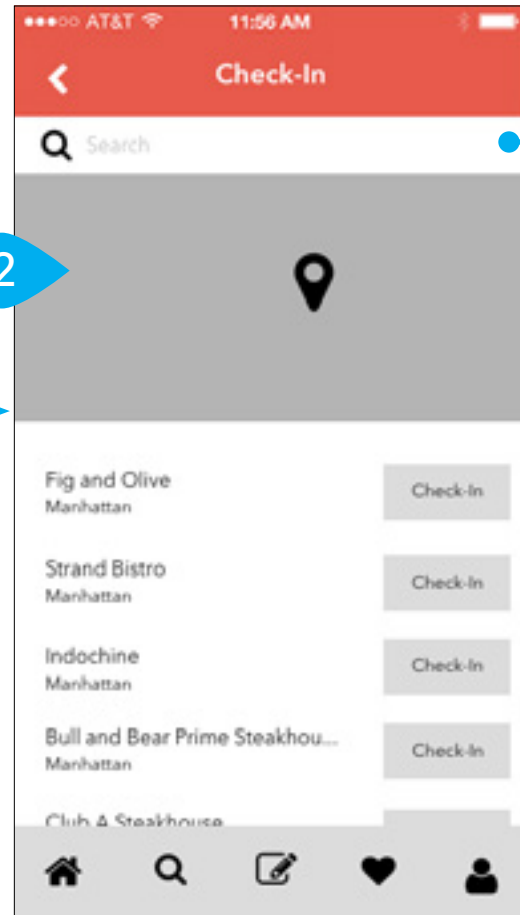 AT&T 11:56 AM
Check-In
Search
2
Fig and Olive
Manhattan
Check-In
Strand Bistro
Manhattan
Check-In
Indochine
Manhattan
Check-In
Bull and Bear Prime Steakhou...
Manhattan
Check-In
Club A Steakhouse